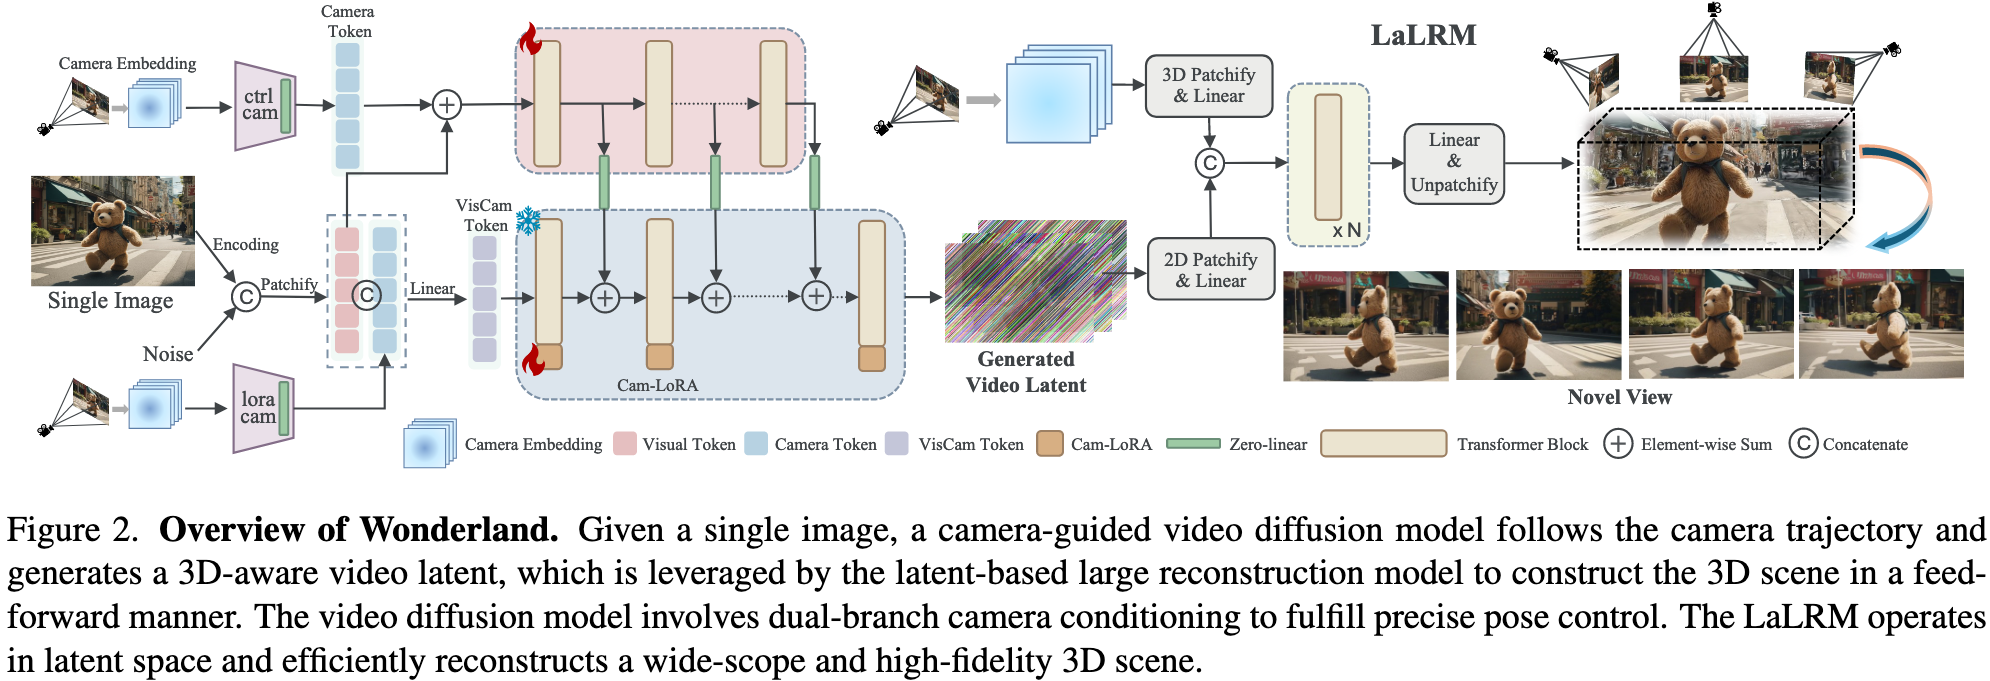 Camera
Token
Camera Embedding
ctrl
cam
Single Image
Encoding
Patchify
Noise
lora
cam
Linear
VisCam
Token
Cam-LoRA
Generated
Video Latent
LaLRM
3D Patchify
& Linear
2D Patchify
& Linear
x N
Linear
&
Unpatchify
Novel View
Camera Embedding
Visual Token
Camera Token
VisCam Token
Cam-LoRA
Zero-linear
Transformer Block
Element-wise Sum
Concatenate
C
C
C
C
Figure 2. Overview of Wonderland. Given a single image, a camera-guided video diffusion model follows the camera trajectory and
generates a 3D-aware video latent, which is leveraged by the latent-based large reconstruction model to construct the 3D scene in a feed-
forward manner. The video diffusion model involves dual-branch camera conditioning to fulfill precise pose control. The LaLRM operates
in latent space and efficiently reconstructs a wide-scope and high-fidelity 3D scene.